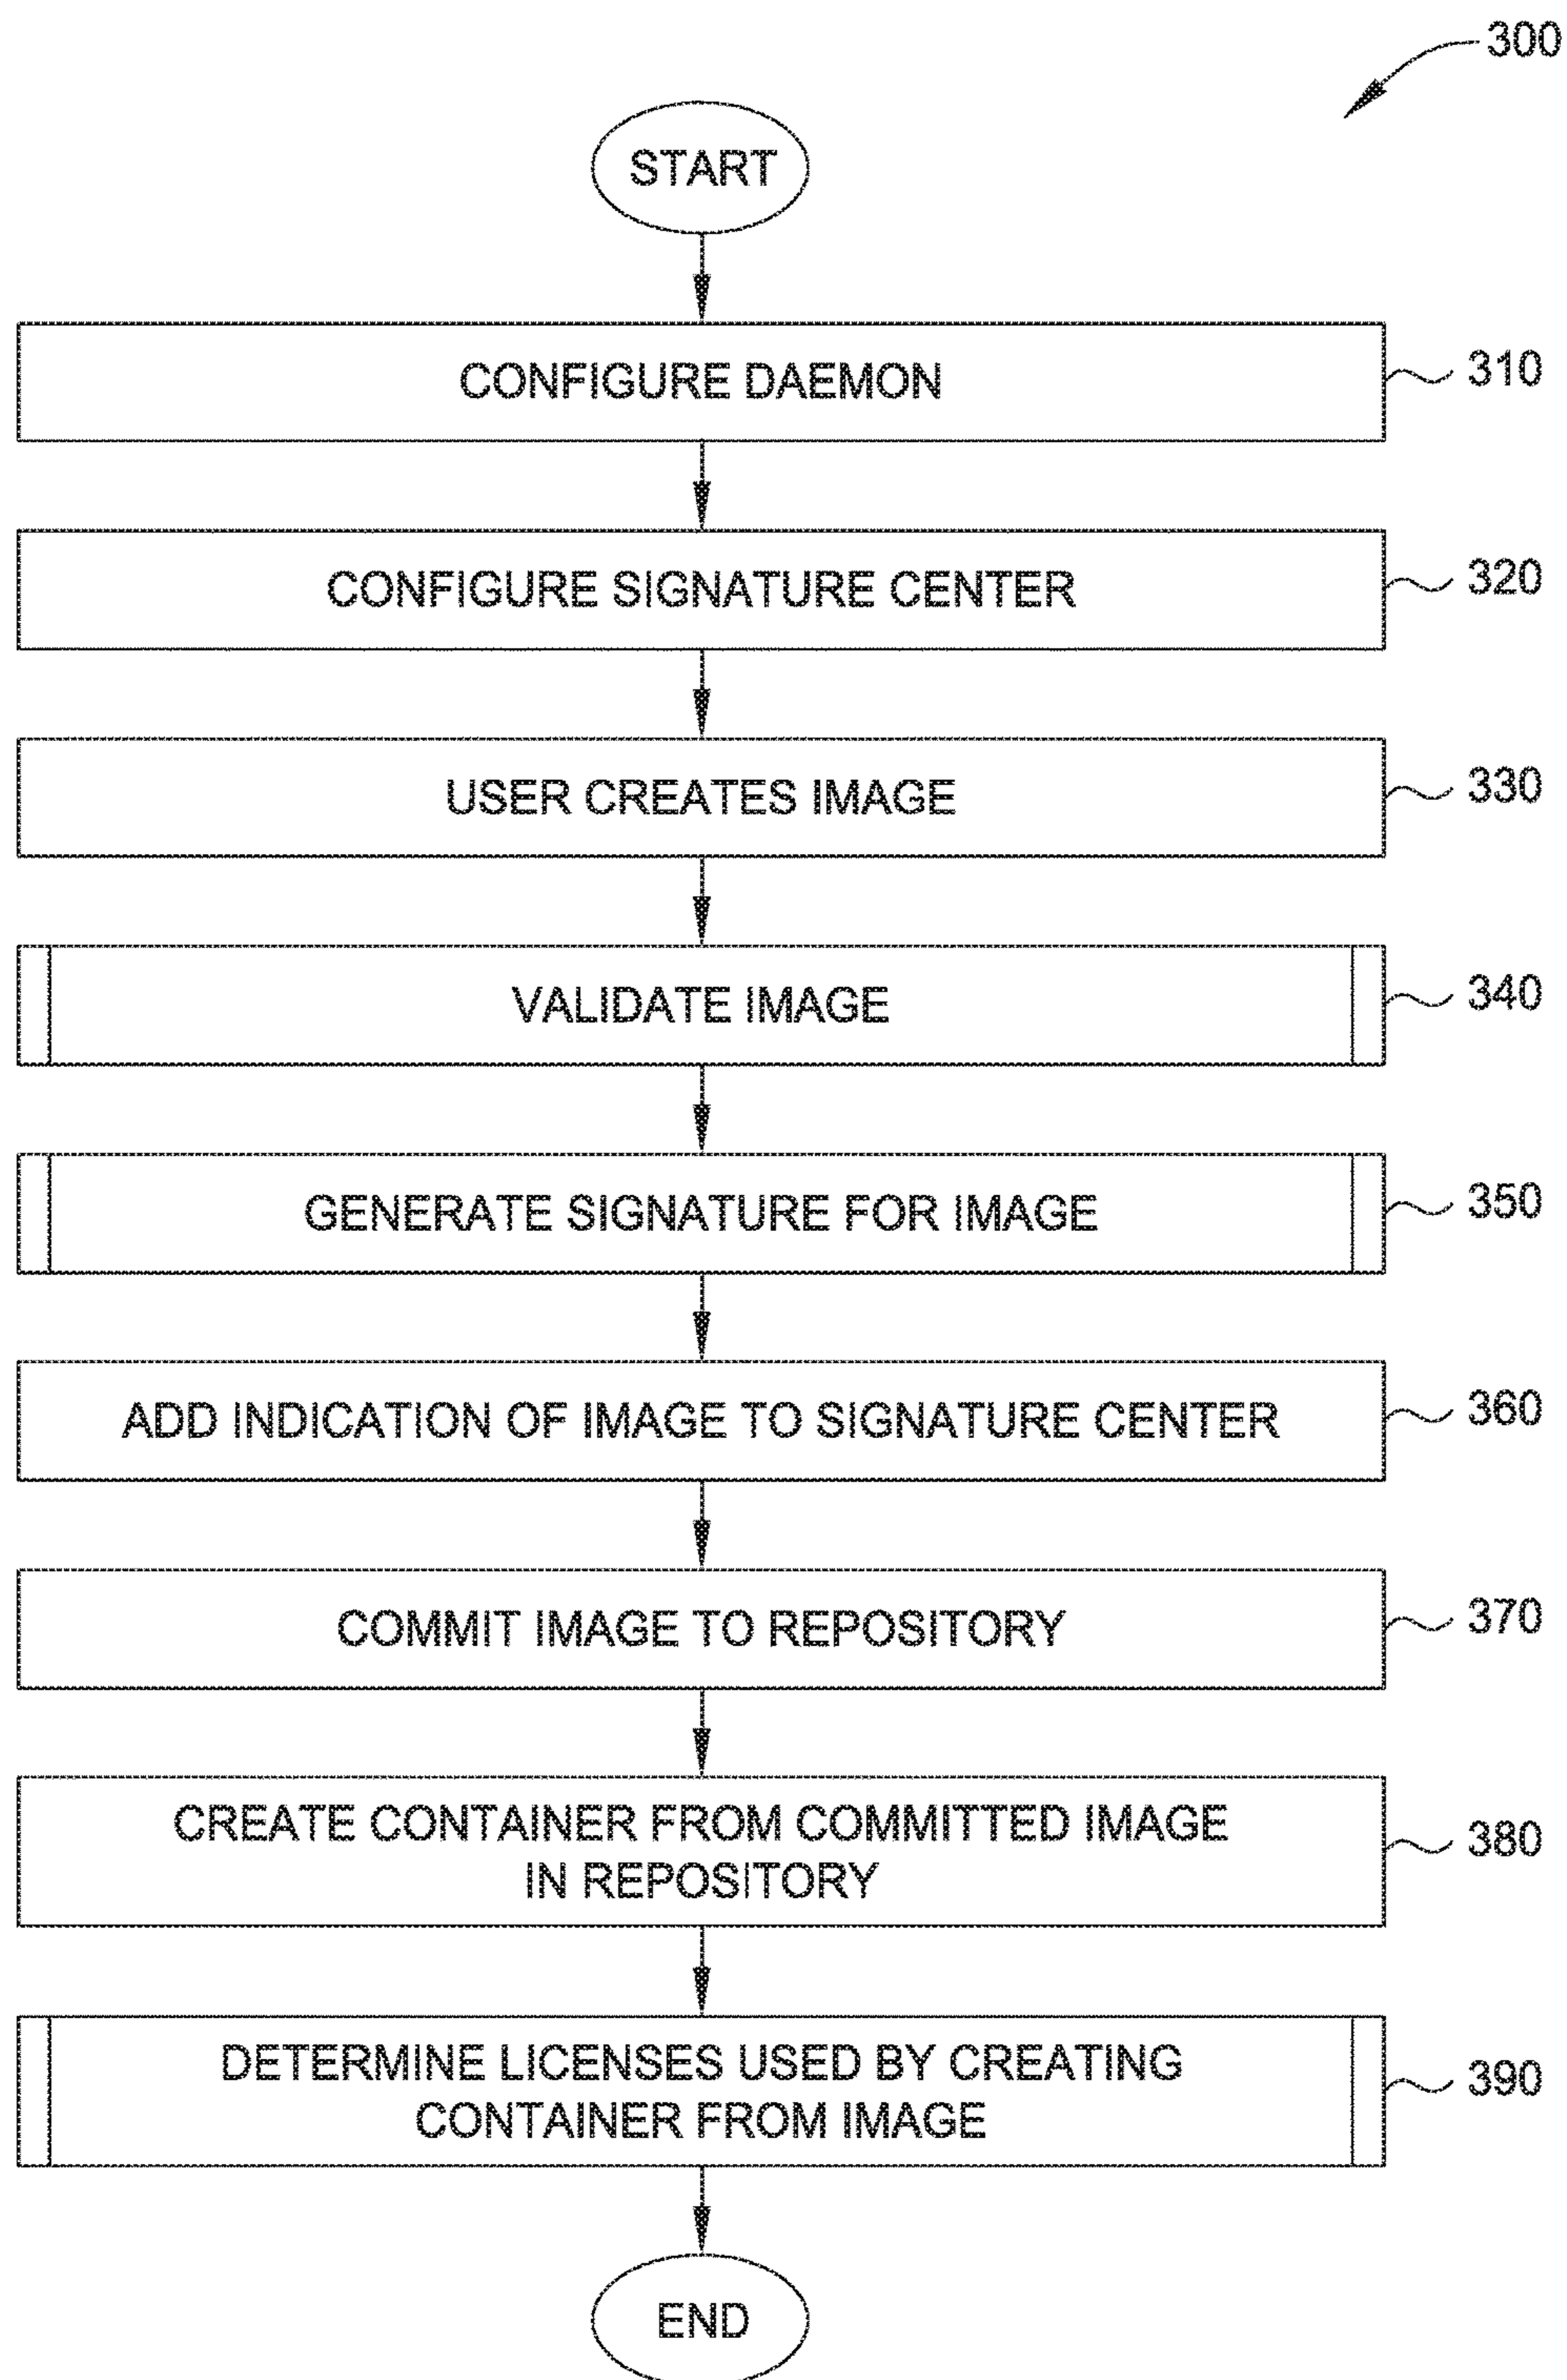 300
START
CONFIGURE DAEMON
310
CONFIGURE SIGNATURE CENTER
320
USER CREATES IMAGE
330
VALIDATE IMAGE
340
GENERATE SIGNATURE FOR IMAGE
350
ADD INDICATION OF IMAGE TO SIGNATURE CENTER
360
COMMIT IMAGE TO REPOSITORY
370
CREATE CONTAINER FROM COMMITTED IMAGE
IN REPOSITORY
380
DETERMINE LICENSES USED BY CREATING
CONTAINER FROM IMAGE
390
END